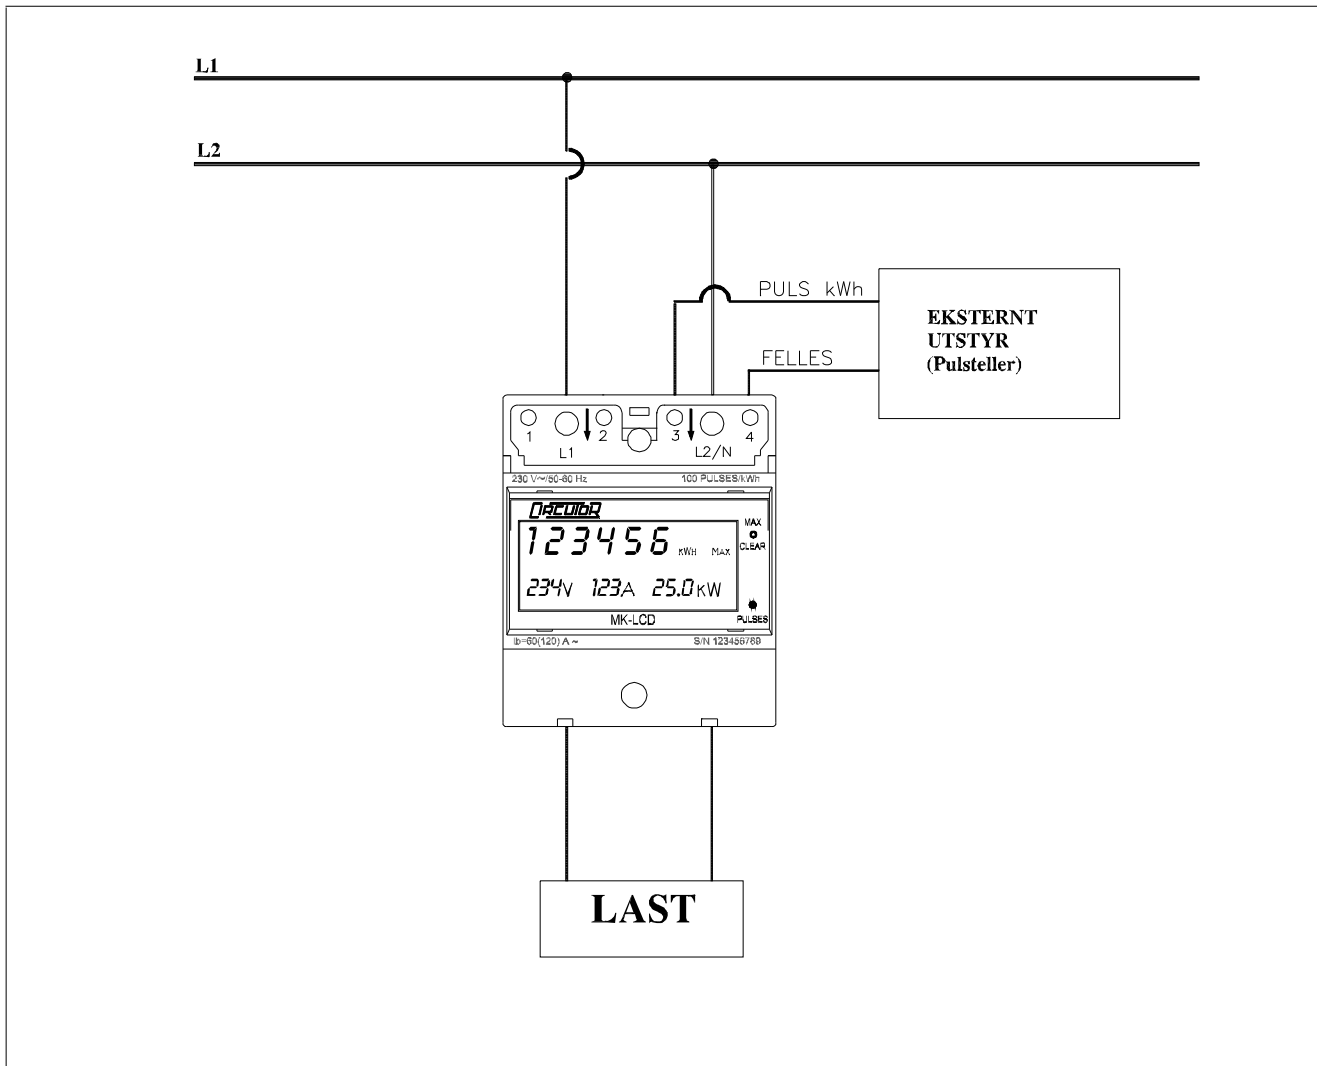 L1
L2
PULS kWh
EKSTERNT
UTSTYR
(Pulsteller)
FELLES
1 2 3 4
L1 L2/N
230 V~/50-60 Hz 100 PULSES/kWh
CIRCUTOR
MAX
123456 KWH MAX
CLEAR
234V 123A 25.0KW
MK-LCD PULSES
Ib=60(120) A ~ S/N 123456789
LAST